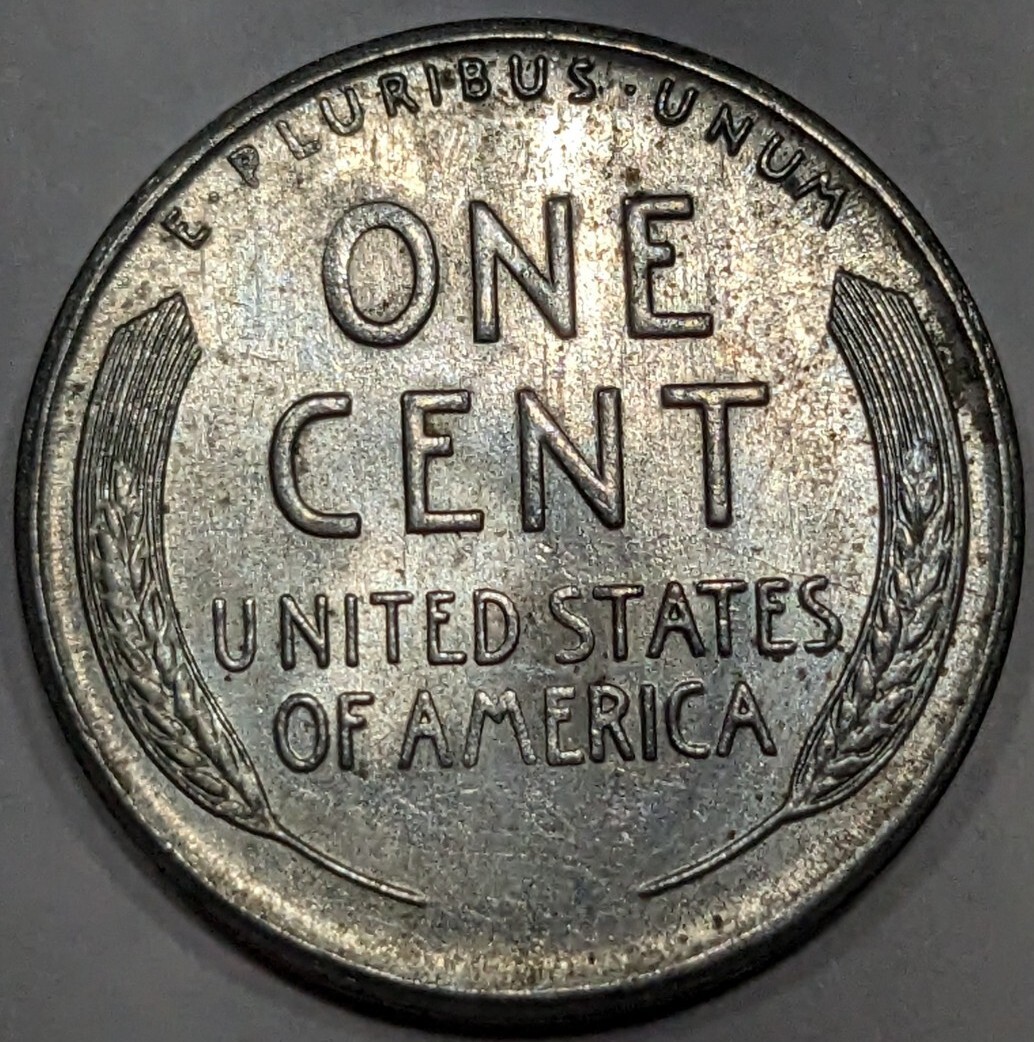 E·PLURIBUS·UNUM
ONE
CENT
UNITED STATES
OF AMERICA